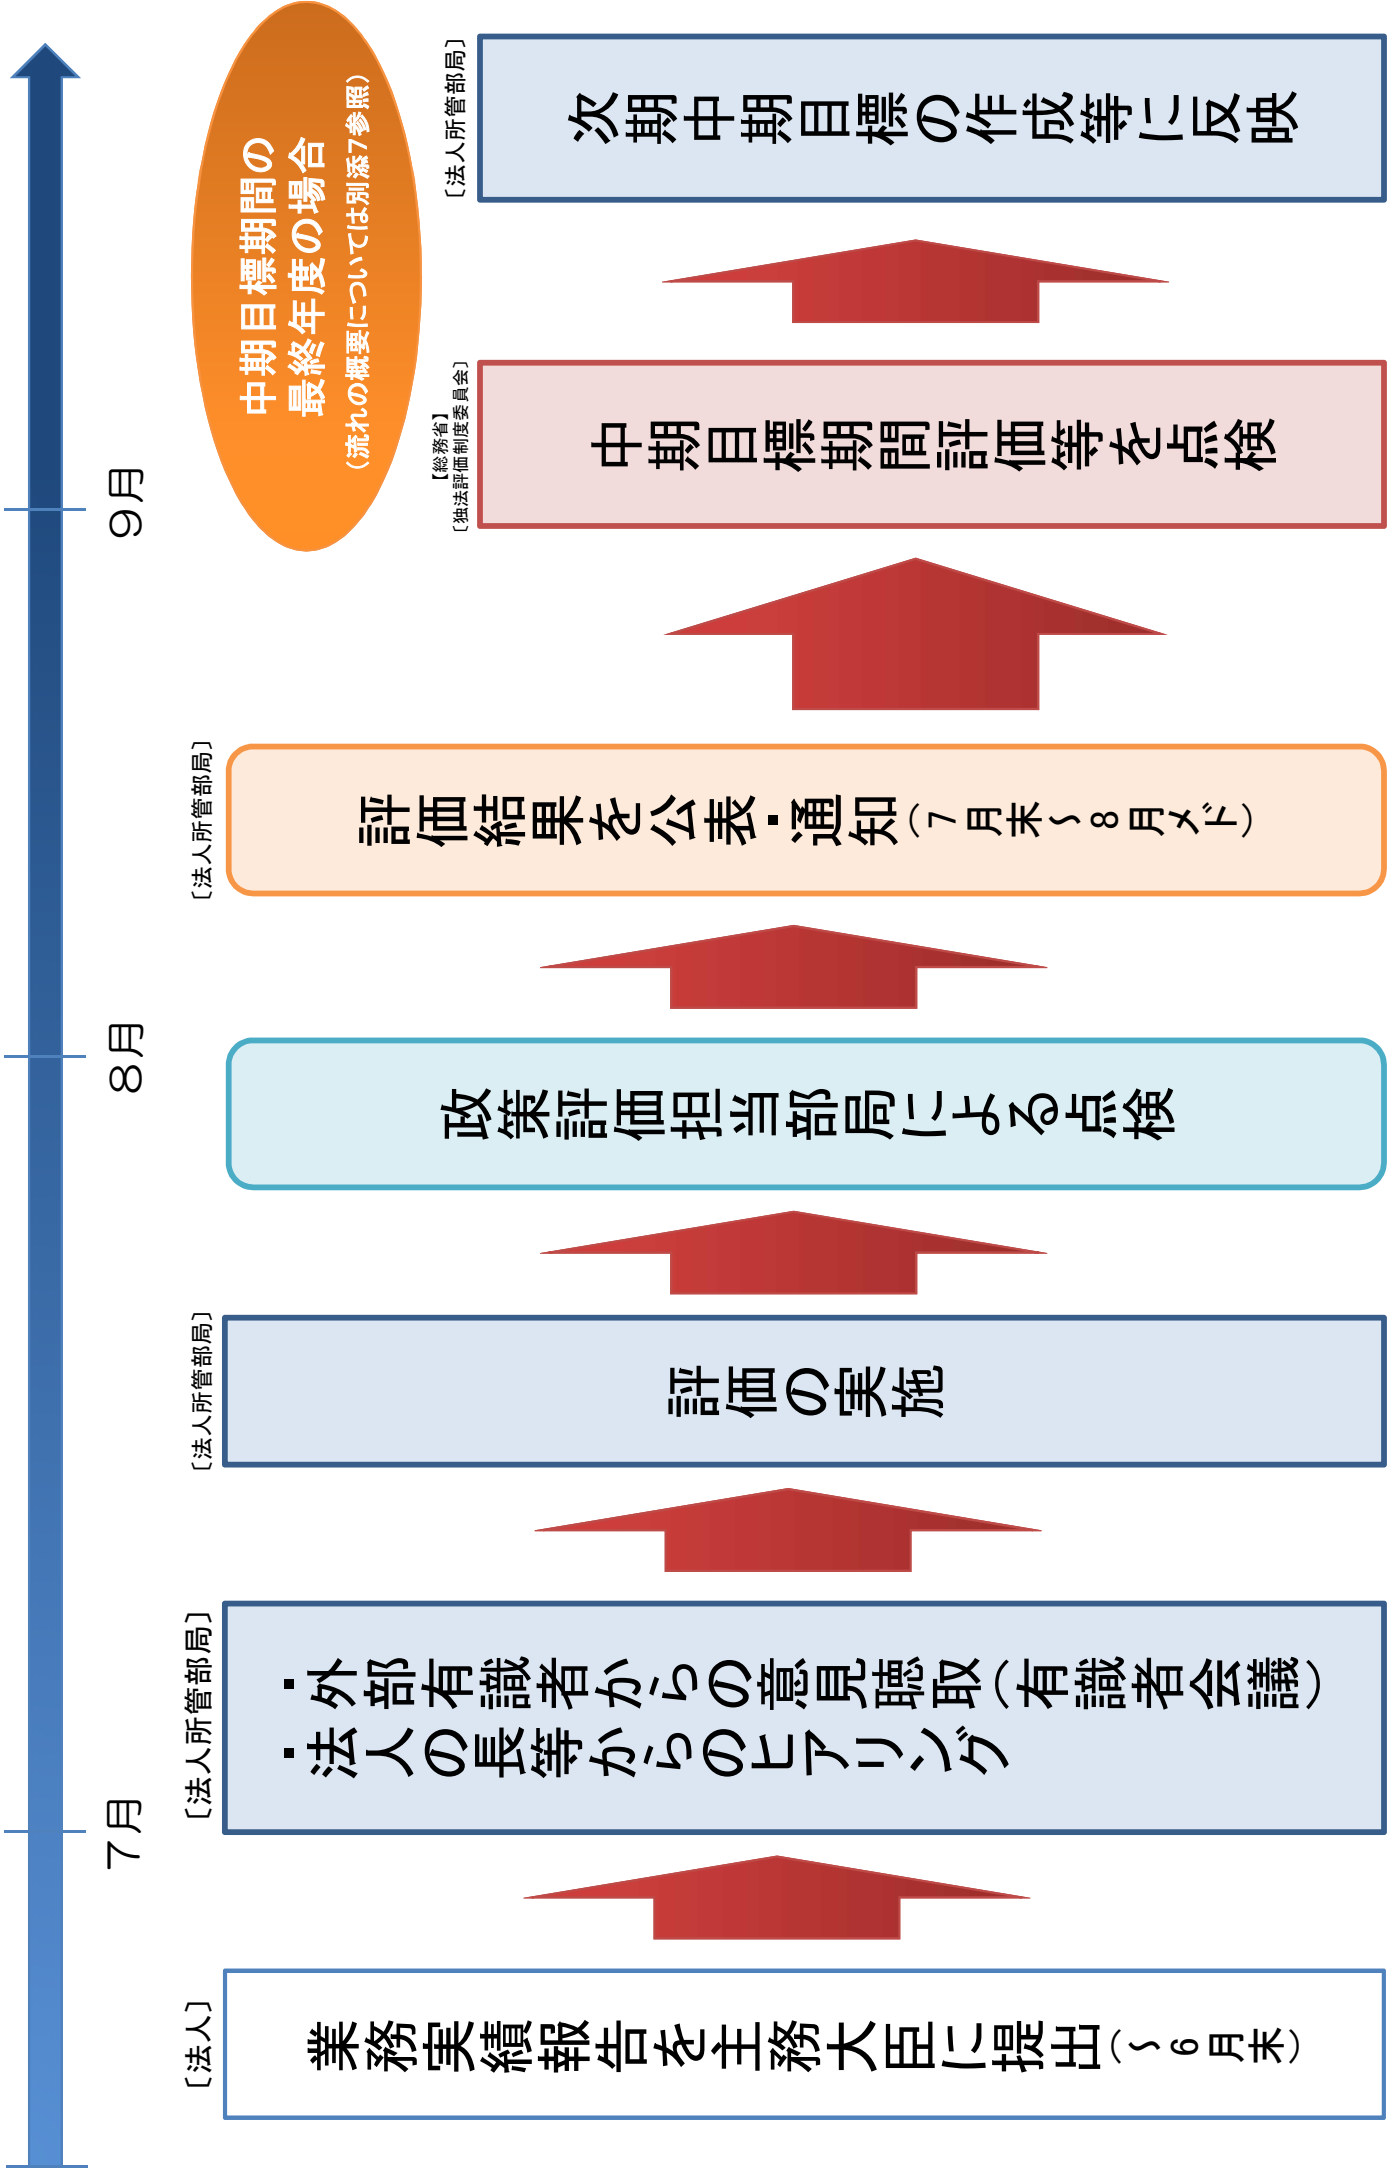 〔法人〕
業務実績報告を主務大臣に提出（～６月末）
７月
〔法人所管部局〕
・外部有識者からの意見聴取（有識者会議）
・法人の長等からのヒアリング
〔法人所管部局〕
評価の実施
政策評価担当部局による点検
８月
〔法人所管部局〕
評価結果を公表・通知（７月末～８月メド）
９月
中期目標期間の
最終年度の場合
（流れの概要については別添７参照）
【総務省】
〔独法評価制度委員会〕
中期目標期間評価等を点検
〔法人所管部局〕
次期中期目標の作成等に反映